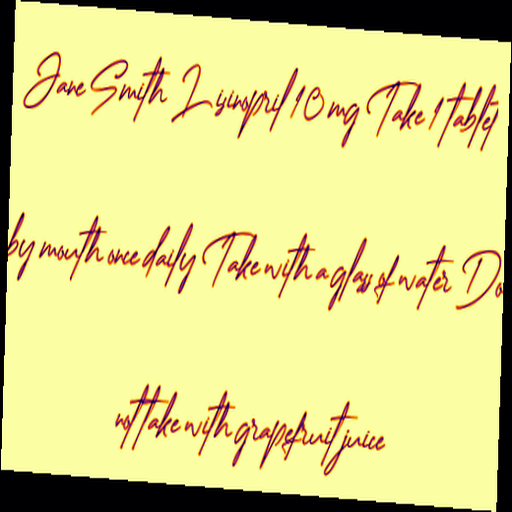 Jane Smith Lisinopril 10 mg Take 1 tablet
by mouth once daily Take with a glass of water Do
not take with grapefruit juice